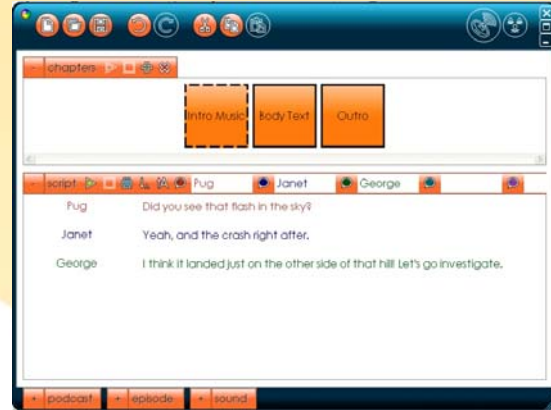 - chapters
Intro Music Body Text Outro
- script Pug Janet George
Pug Did you see that flash in the sky?
Janet Yeah, and the crash right after.
George I think it landed just on the other side of that hill! Let's go investigate.
+ podcast + episode + sound